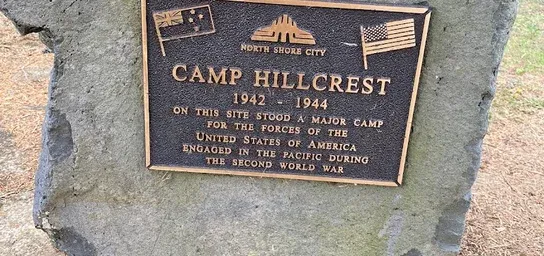 NORTH SHORE CITY
CAMP HILLCREST
1942 - 1944
ON THIS SITE STOOD A MAJOR CAMP
FOR THE FORCES OF THE
UNITED STATES OF AMERICA
ENGAGED IN THE PACIFIC DURING
THE SECOND WORLD WAR